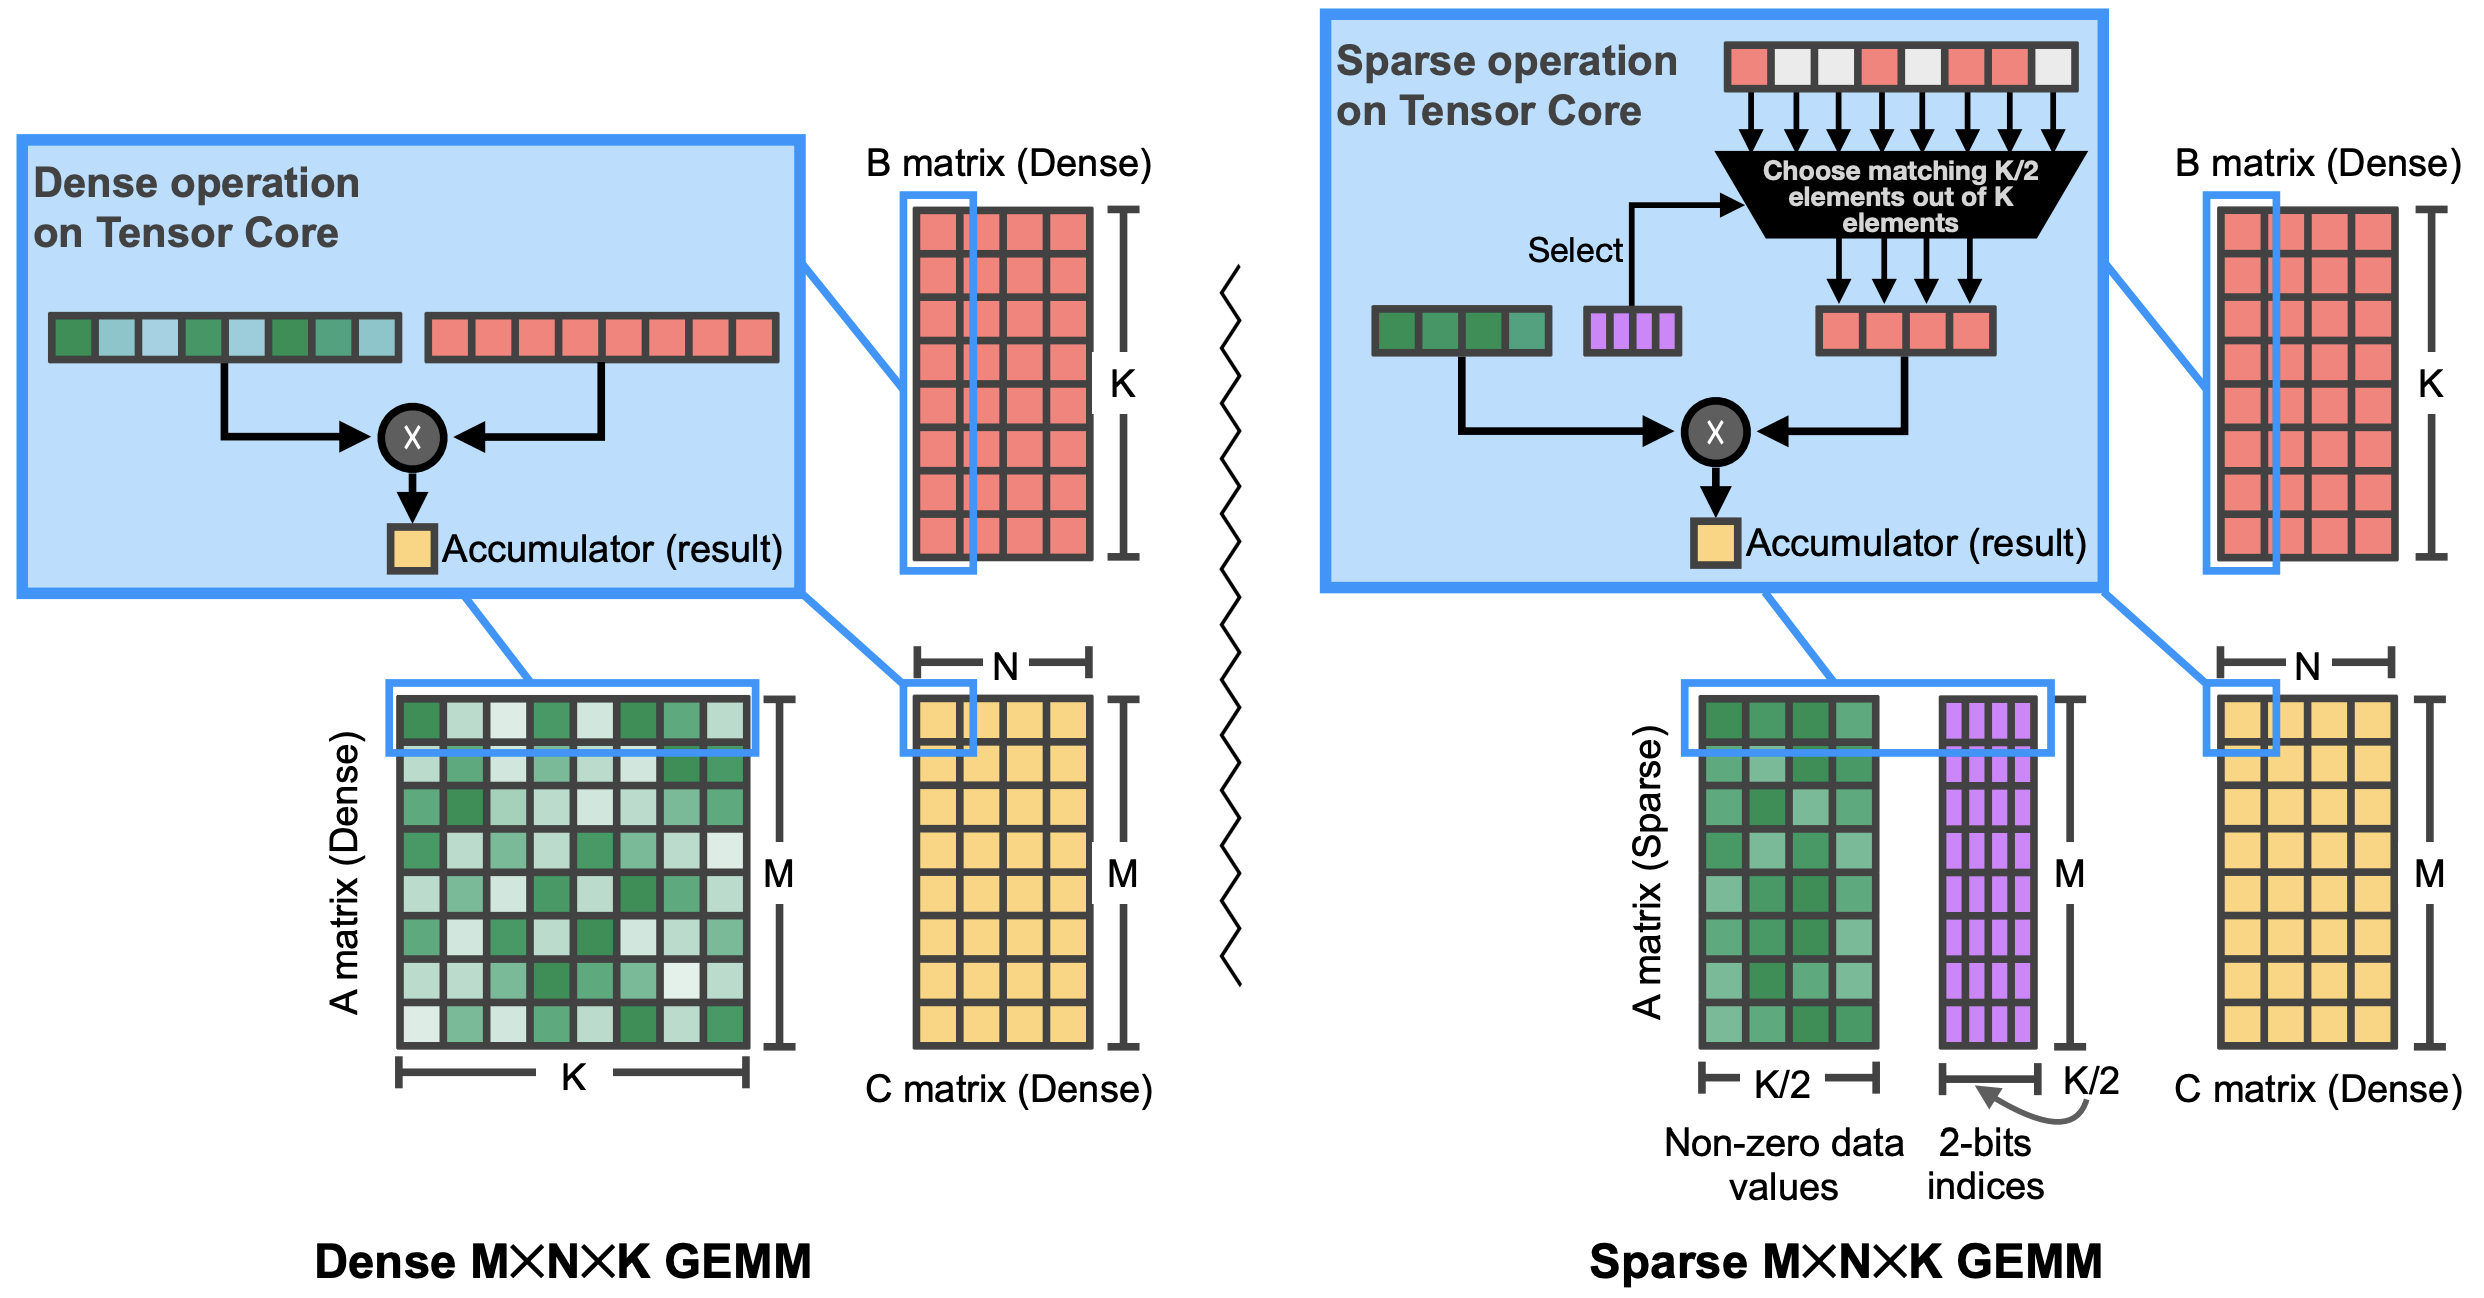 Dense operation
on Tensor Core
B matrix (Dense)
K
X
Accumulator (result)
N
A matrix (Dense)
M
M
K
C matrix (Dense)
Dense M×N×K GEMM
Sparse operation
on Tensor Core
Choose matching K/2
elements out of K
elements
Select
B matrix (Dense)
K
X
Accumulator (result)
N
A matrix (Sparse)
M
M
K/2
K/2
C matrix (Dense)
Non-zero data
values
2-bits
indices
Sparse M×N×K GEMM